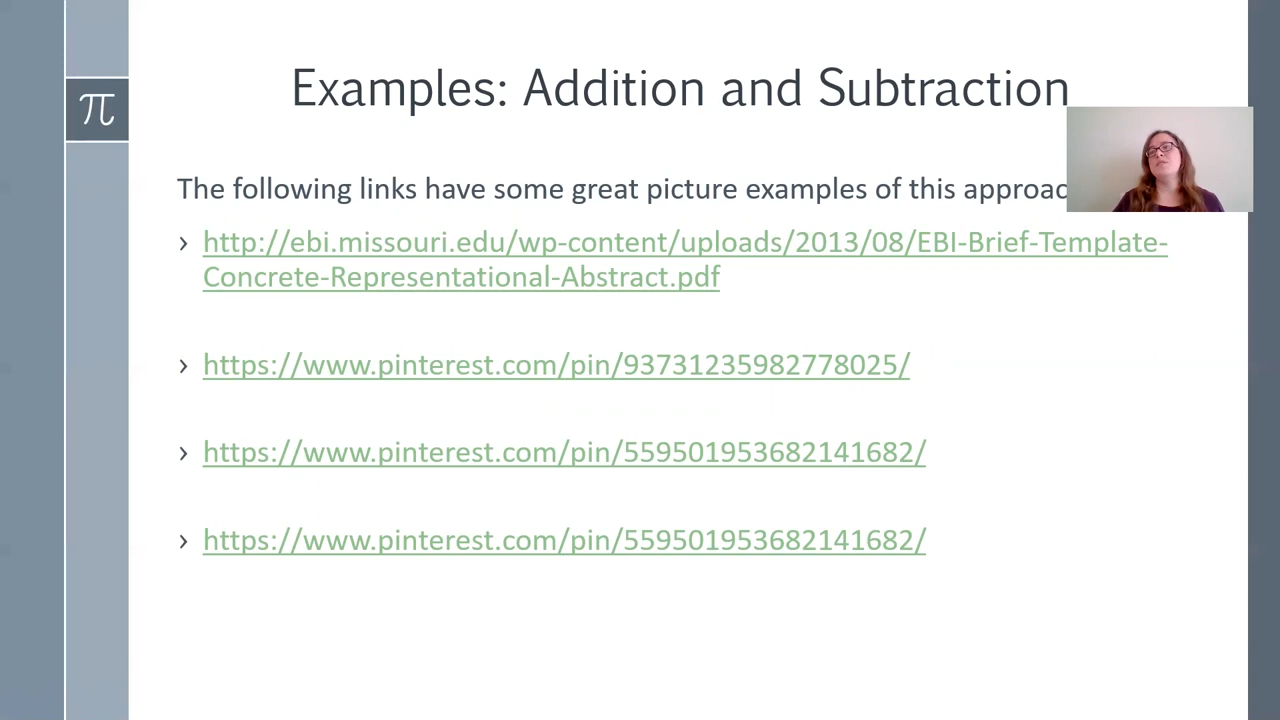 π
Examples: Addition and Subtraction
The following links have some great picture examples of this
http://ebi.missouri.edu/wp-content/uploads/2013/08/EBI-Brief-Template-
Concrete-Representational-Abstract.pdf
https://www.pinterest.com/pin/93731235982778025/
https://www.pinterest.com/pin/559501953682141682/
https://www.pinterest.com/pin/559501953682141682/